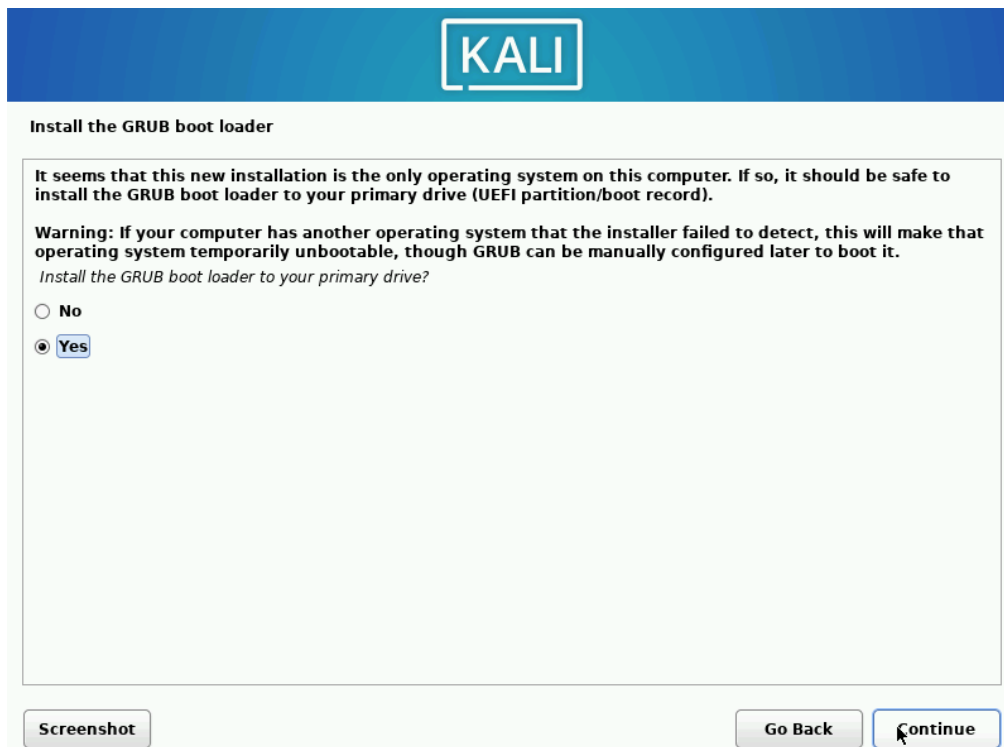 KALI
Install the GRUB boot loader
It seems that this new installation is the only operating system on this computer. If so, it should be safe to
install the GRUB boot loader to your primary drive (UEFI partition/boot record).
Warning: If your computer has another operating system that the installer failed to detect, this will make that
operating system temporarily unbootable, though GRUB can be manually configured later to boot it.
Install the GRUB boot loader to your primary drive?
No
Yes
Screenshot
Go Back
Continue